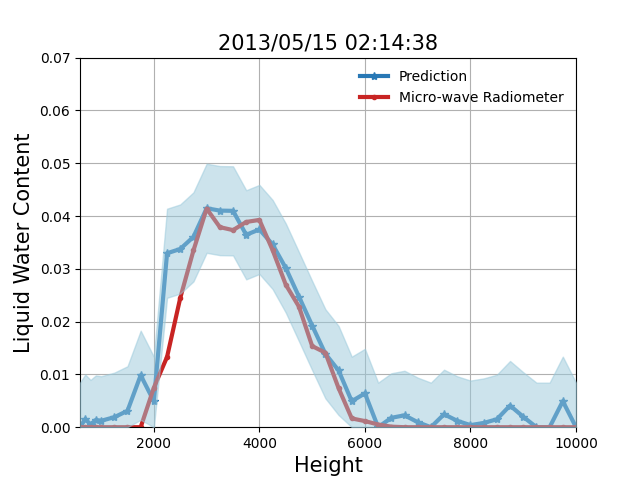 2013/05/15 02:14:38
0.07
0.06
0.05
0.04
0.03
0.02
0.01
0.00
Liquid Water Content
Prediction
Micro-wave Radiometer
2000 4000 6000 8000 10000
Height